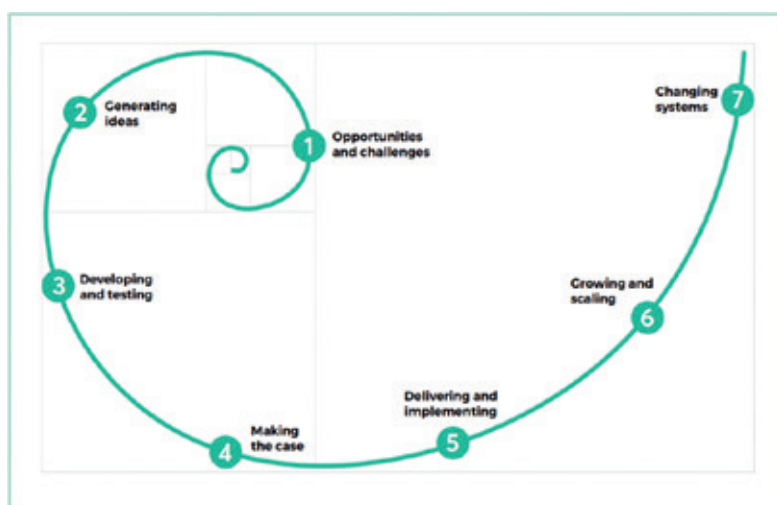 1
Opportunities
and challenges
2
Generating
ideas
3
Developing
and testing
4
Making
the case
5
Delivering and
implementing
6
Growing and
scaling
7
Changing
systems